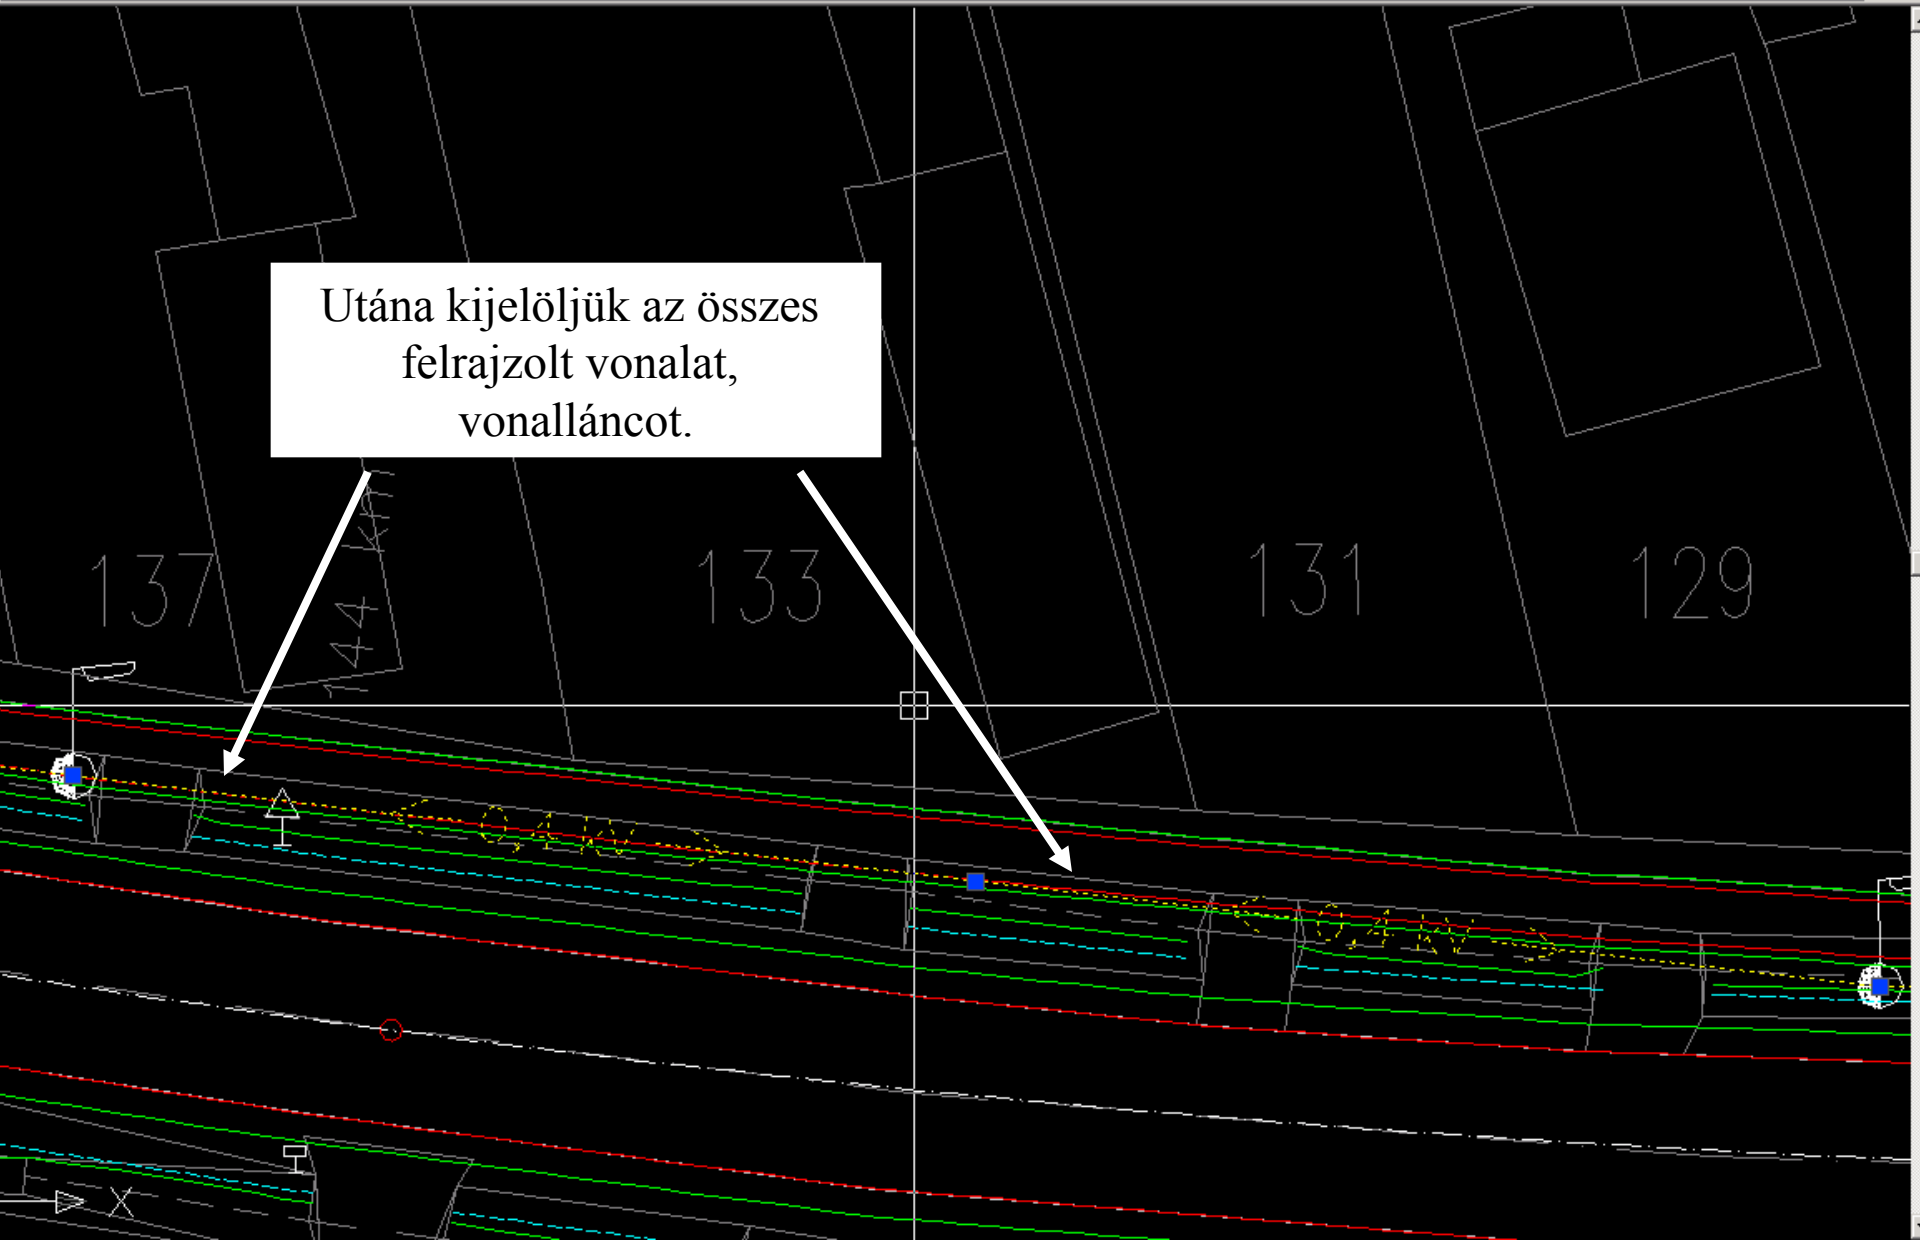 Utána kijelöljük az összes
felrajzolt vonalat,
vonalláncot.
137
133
131
129
X